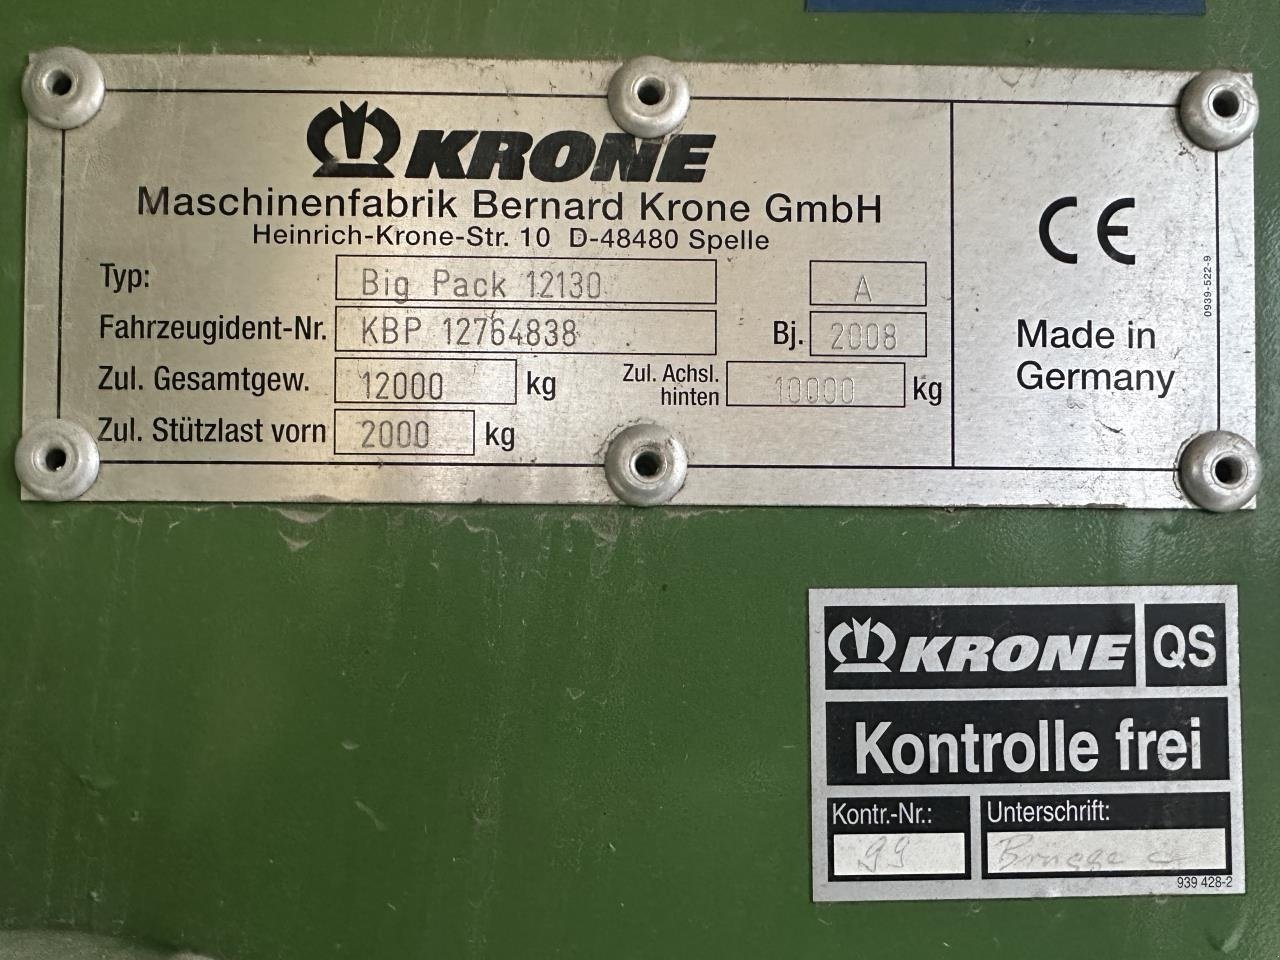 KRONE
Maschinenfabrik Bernard Krone GmbH
Heinrich-Krone-Str. 10 D-48480 Spelle
Typ: Big Pack 12130 A
Fahrzeugident-Nr. KBP 12764838 Bj. 2008
Zul. Gesamtgew. 12000 kg Zul. Achsl. hinten 10000 kg
Zul. Stützlast vorn 2000 kg
CE
Made in
Germany
0939-522-9
KRONE QS
Kontrolle frei
Kontr.-Nr.: Unterschrift:
99
939 428-2